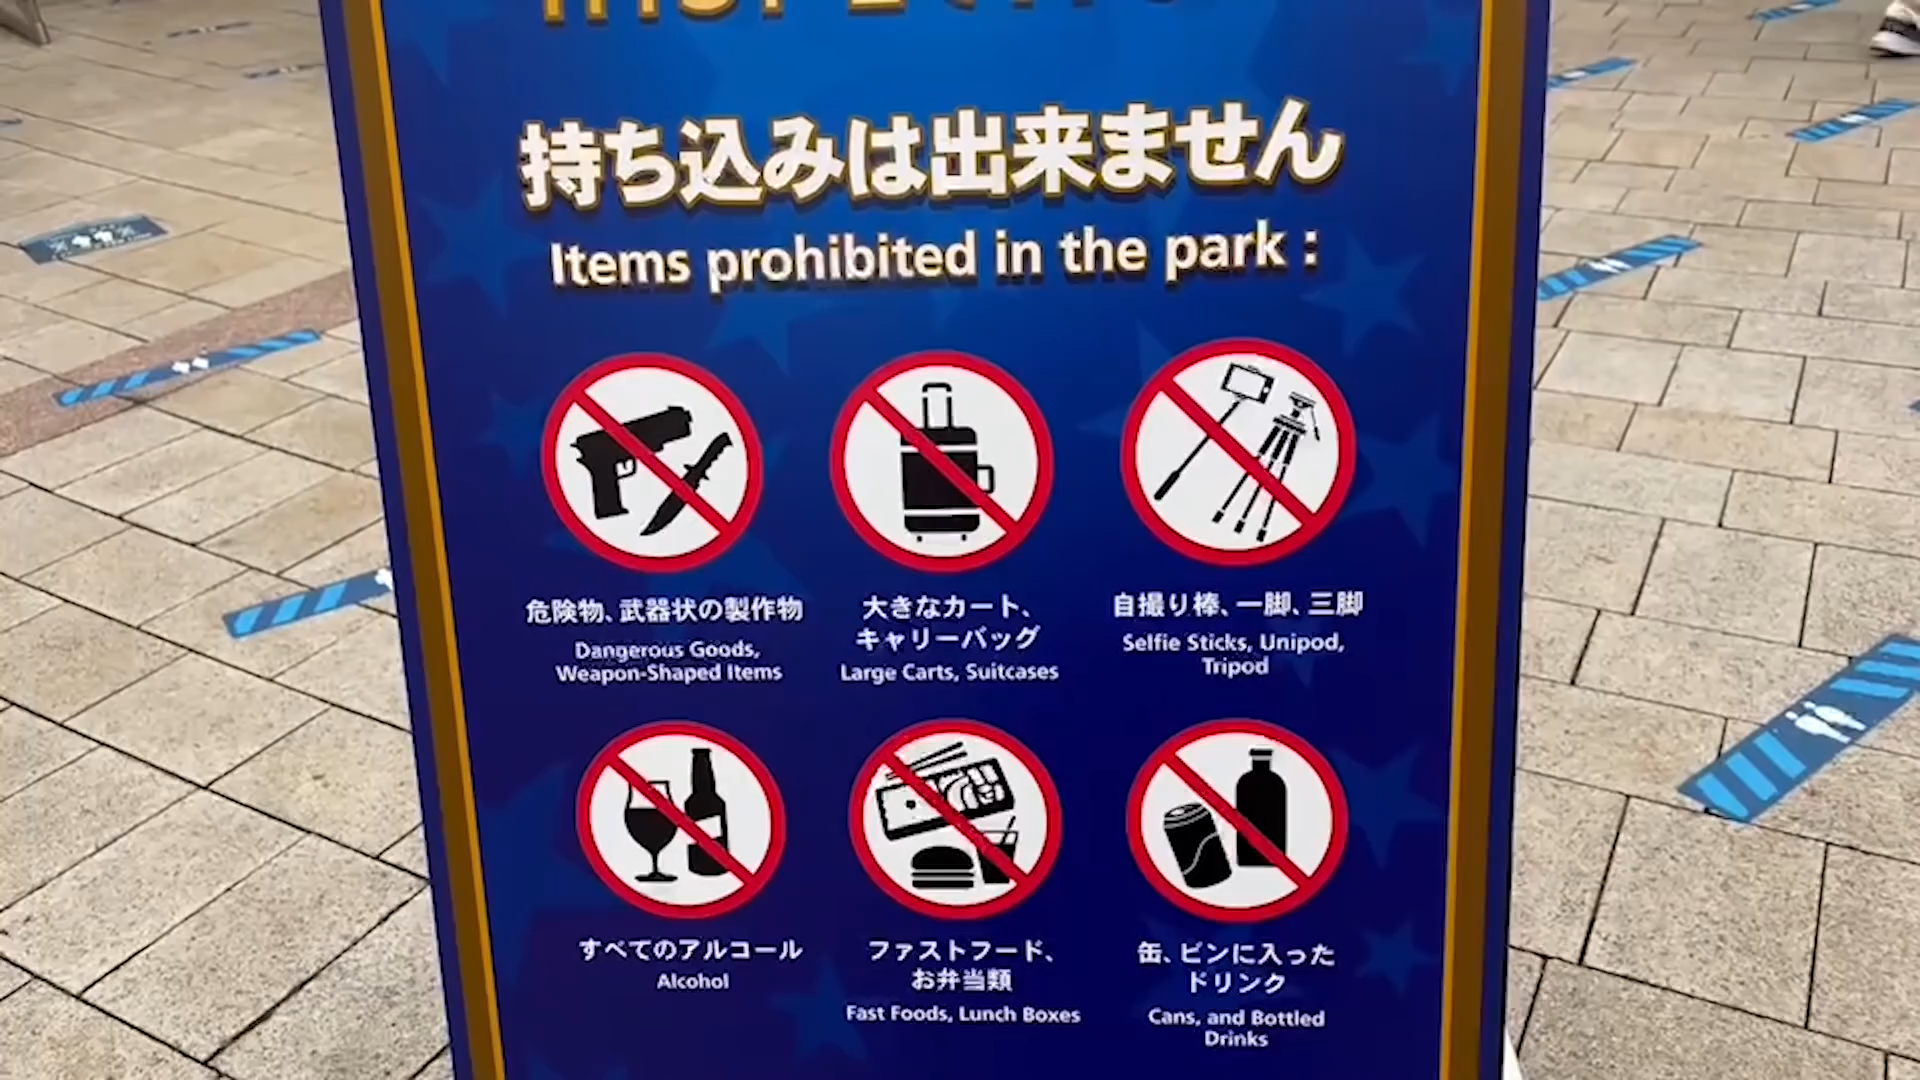 持ち込みは出来ません
Items prohibited in the park :
危険物、武器状の製作物
Dangerous Goods,
Weapon-Shaped Items
大きなカート、
キャリーバッグ
Large Carts, Suitcases
自撮り棒、一脚、三脚
Selfie Sticks, Unipod,
Tripod
すべてのアルコール
Alcohol
ファストフード、
お弁当類
Fast Foods, Lunch Boxes
缶、ビンに入った
ドリンク
Cans, and Bottled
Drinks